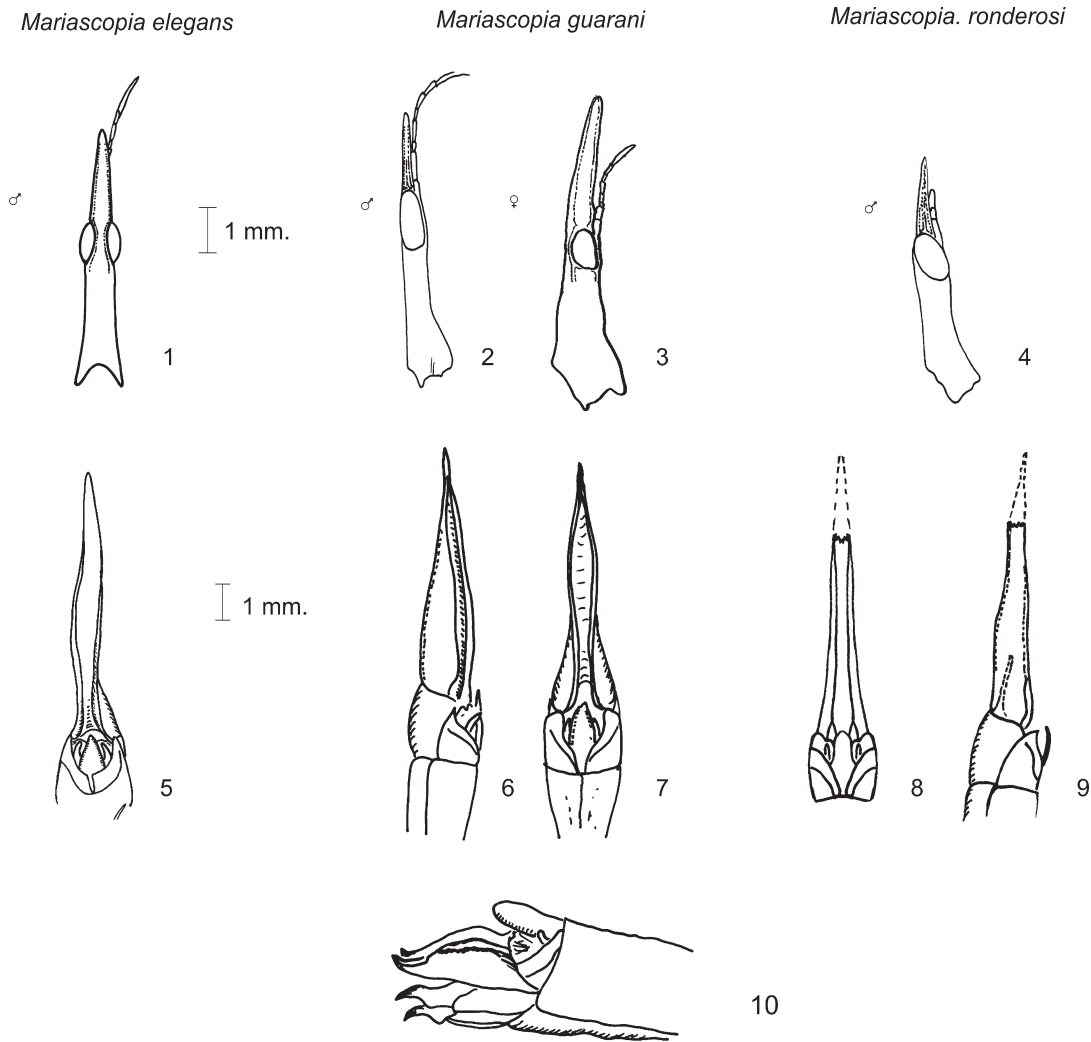 Mariascopia elegans
Mariascopia guarani
Mariascopia. ronderosi
♂
1 mm.
1
♂
2
♀
3
♂
4
1 mm.
5
6
7
8
9
10